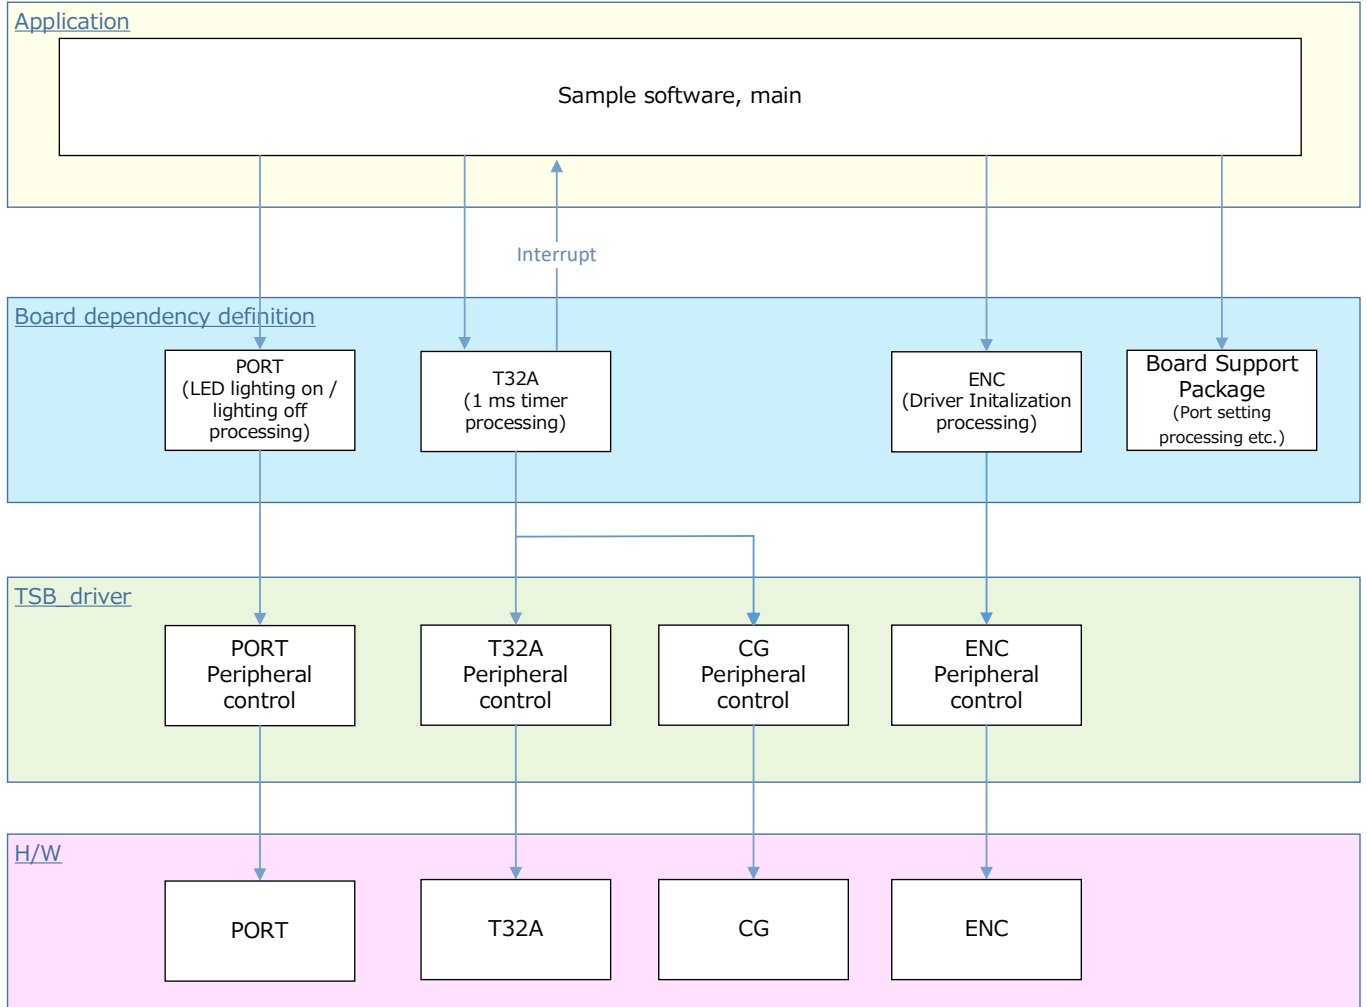 Application
Sample software, main
Interrupt
Board dependency definition
PORT
(LED lighting on /
lighting off
processing)
T32A
(1 ms timer
processing)
ENC
(Driver Initalization
processing)
Board Support
Package
(Port setting
processing etc.)
TSB_driver
PORT
Peripheral
control
T32A
Peripheral
control
CG
Peripheral
control
ENC
Peripheral
control
H/W
PORT
T32A
CG
ENC